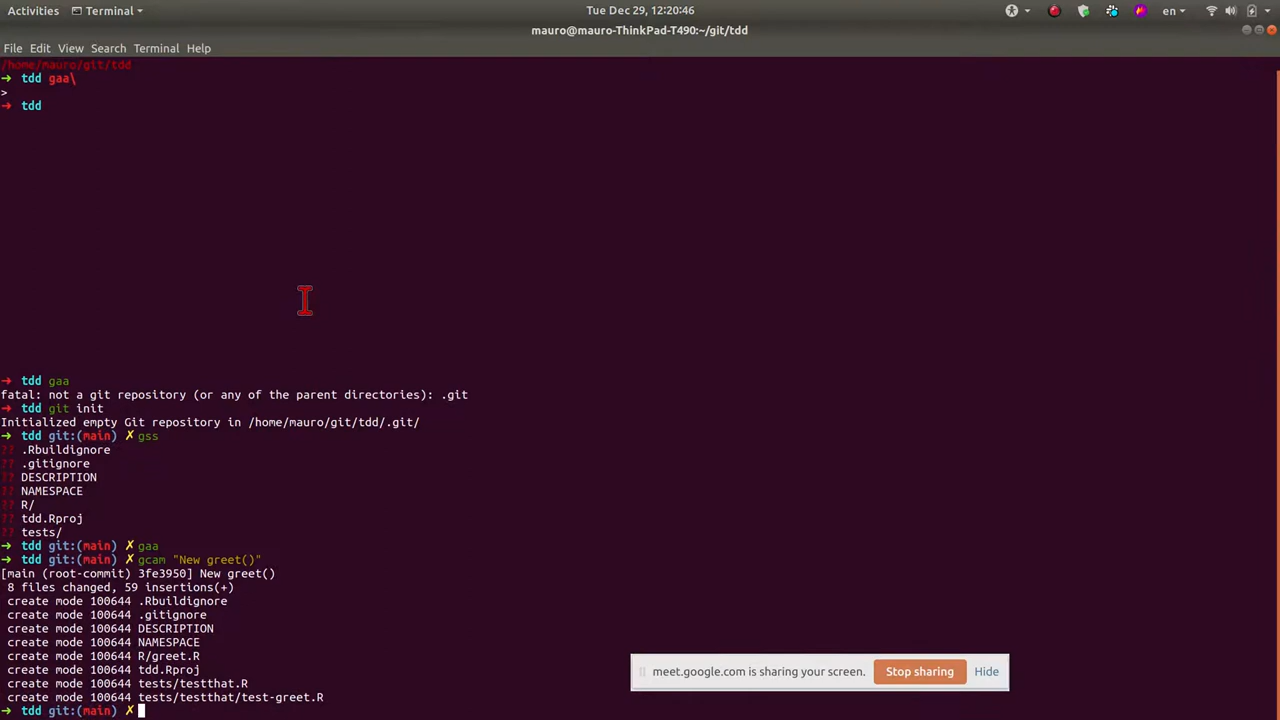 Activities Terminal Tue Dec 29, 12:20:46 en
mauro@mauro-ThinkPad-T490:~/git/tdd
File Edit View Search Terminal Help
/home/mauro/git/tdd
➜ tdd gaa\
>
➜ tdd
➜ tdd gaa
fatal: not a git repository (or any of the parent directories): .git
➜ tdd git init
Initialized empty Git repository in /home/mauro/git/tdd/.git/
➜ tdd git:(main) ✗ gss
?? .Rbuildignore
?? .gitignore
?? DESCRIPTION
?? NAMESPACE
?? R/
?? tdd.Rproj
?? tests/
➜ tdd git:(main) ✗ gaa
➜ tdd git:(main) ✗ gcam "New greet()"
[main (root-commit) 3fe3950] New greet()
8 files changed, 59 insertions(+)
create mode 100644 .Rbuildignore
create mode 100644 .gitignore
create mode 100644 DESCRIPTION
create mode 100644 NAMESPACE
create mode 100644 R/greet.R
create mode 100644 tdd.Rproj
create mode 100644 tests/testthat.R
create mode 100644 tests/testthat/test-greet.R
➜ tdd git:(main) ✗
meet.google.com is sharing your screen. Stop sharing Hide